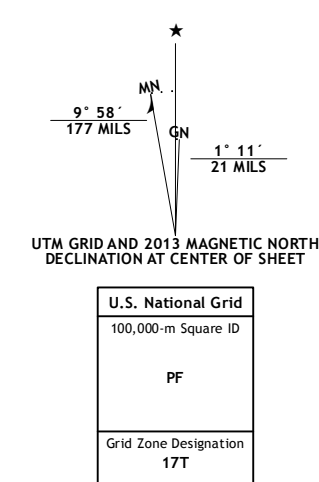 ★
MN
9° 58´
177 MILS
GN
1° 11´
21 MILS
UTM GRID AND 2013 MAGNETIC NORTH
DECLINATION AT CENTER OF SHEET
U.S. National Grid
100,000-m Square ID
PF
Grid Zone Designation
17T